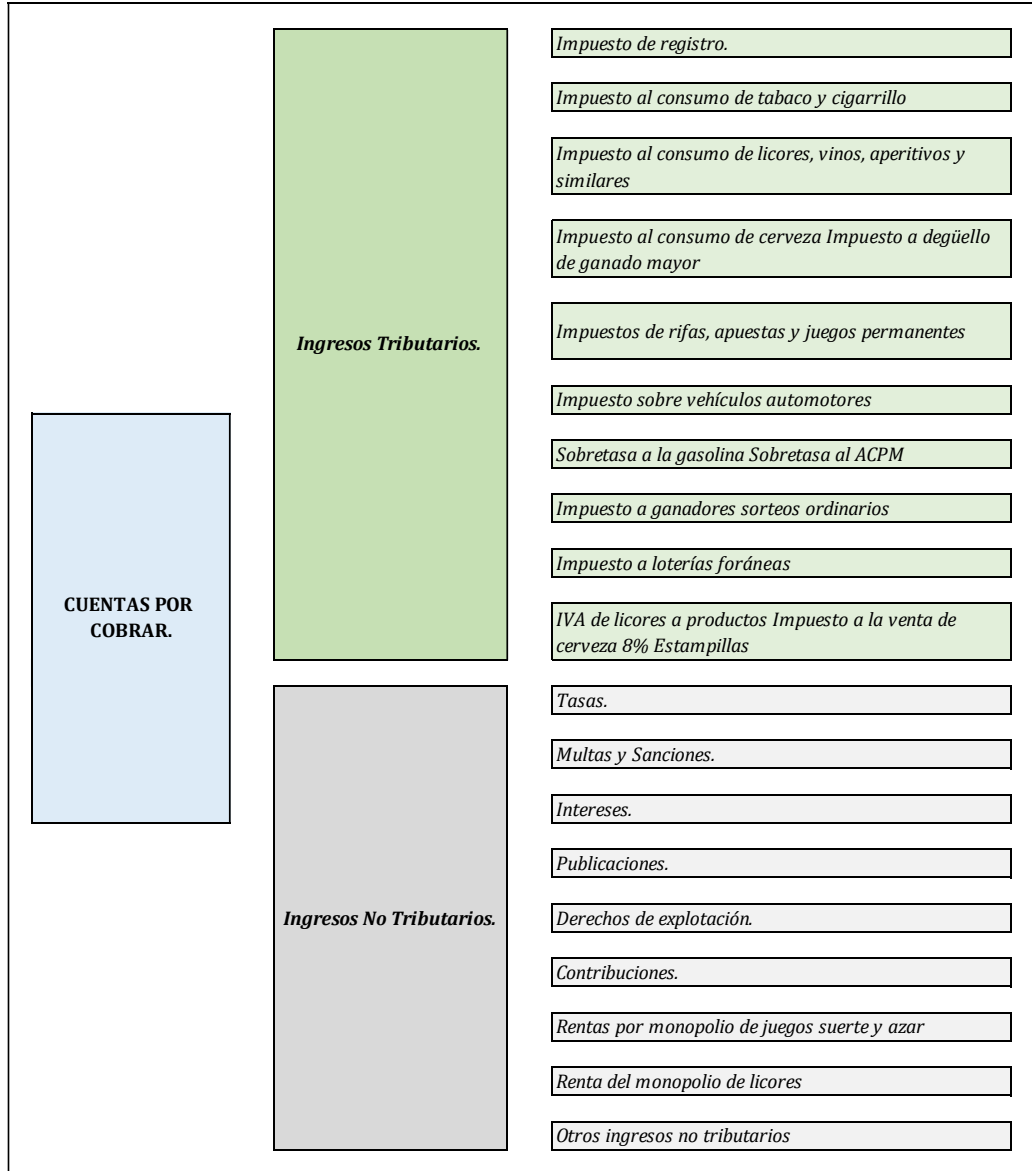 CUENTAS POR
COBRAR.
Ingresos Tributarios.
Impuesto de registro.
Impuesto al consumo de tabaco y cigarrillo
Impuesto al consumo de licores, vinos, aperitivos y
similares
Impuesto al consumo de cerveza Impuesto a degüello
de ganado mayor
Impuestos de rifas, apuestas y juegos permanentes
Impuesto sobre vehículos automotores
Sobretasa a la gasolina Sobretasa al ACPM
Impuesto a ganadores sorteos ordinarios
Impuesto a loterías foráneas
IVA de licores a productos Impuesto a la venta de
cerveza 8% Estampillas
Ingresos No Tributarios.
Tasas.
Multas y Sanciones.
Intereses.
Publicaciones.
Derechos de explotación.
Contribuciones.
Rentas por monopolio de juegos suerte y azar
Renta del monopolio de licores
Otros ingresos no tributarios